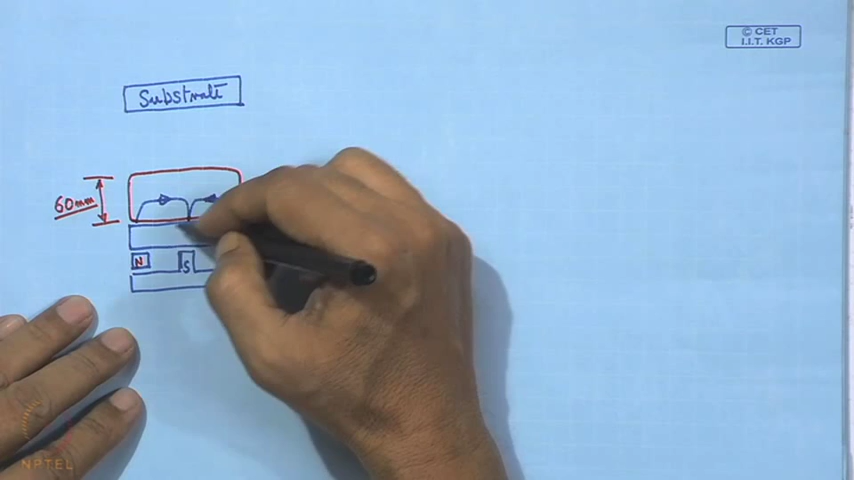 © CET
I.I.T. KGP
Substrate
60mm
N
S
NPTEL